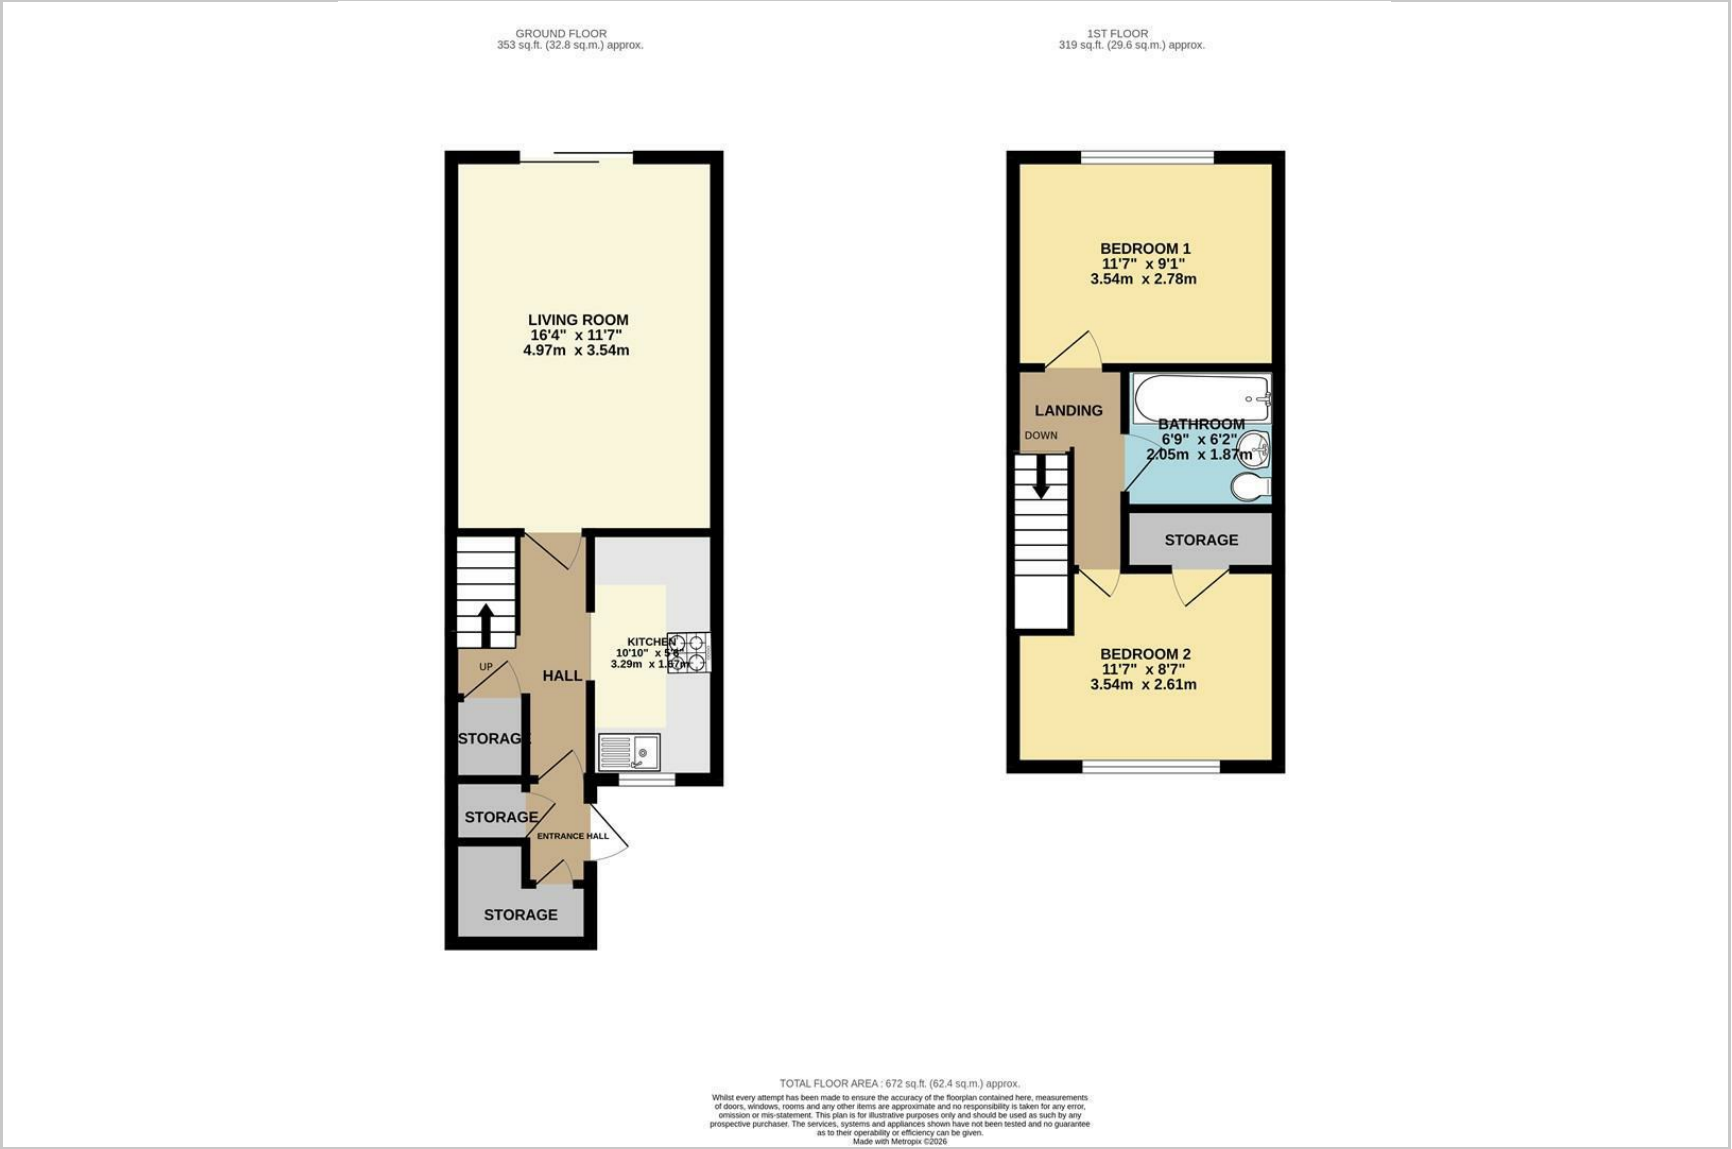 GROUND FLOOR
353 sq.ft. (32.8 sq.m.) approx.
1ST FLOOR
319 sq.ft. (29.6 sq.m.) approx.
LIVING ROOM
16'4" x 11'7"
4.97m x 3.54m
UP
HALL
KITCHEN
10'10" x 5'6"
3.29m x 1.67m
STORAGE
STORAGE
ENTRANCE HALL
STORAGE
BEDROOM 1
11'7" x 9'1"
3.54m x 2.78m
LANDING
DOWN
BATHROOM
6'9" x 6'2"
2.05m x 1.87m
STORAGE
BEDROOM 2
11'7" x 8'7"
3.54m x 2.61m
TOTAL FLOOR AREA : 672 sq.ft. (62.4 sq.m.) approx.
Whilst every attempt has been made to ensure the accuracy of the floorplan contained here, measurements
of doors, windows, rooms and any other items are approximate and no responsibility is taken for any error,
omission or mis-statement. This plan is for illustrative purposes only and should be used as such by any
prospective purchaser. The services, systems and appliances shown have not been tested and no guarantee
as to their operability or efficiency can be given.
Made with Metropix ©2026